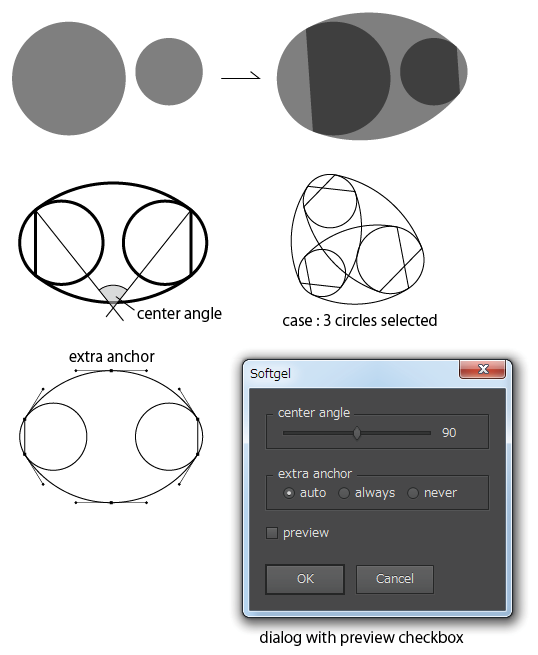 center angle
case : 3 circles selected
extra anchor
Softgel
center angle
90
extra anchor
auto always never
preview
OK Cancel
dialog with preview checkbox